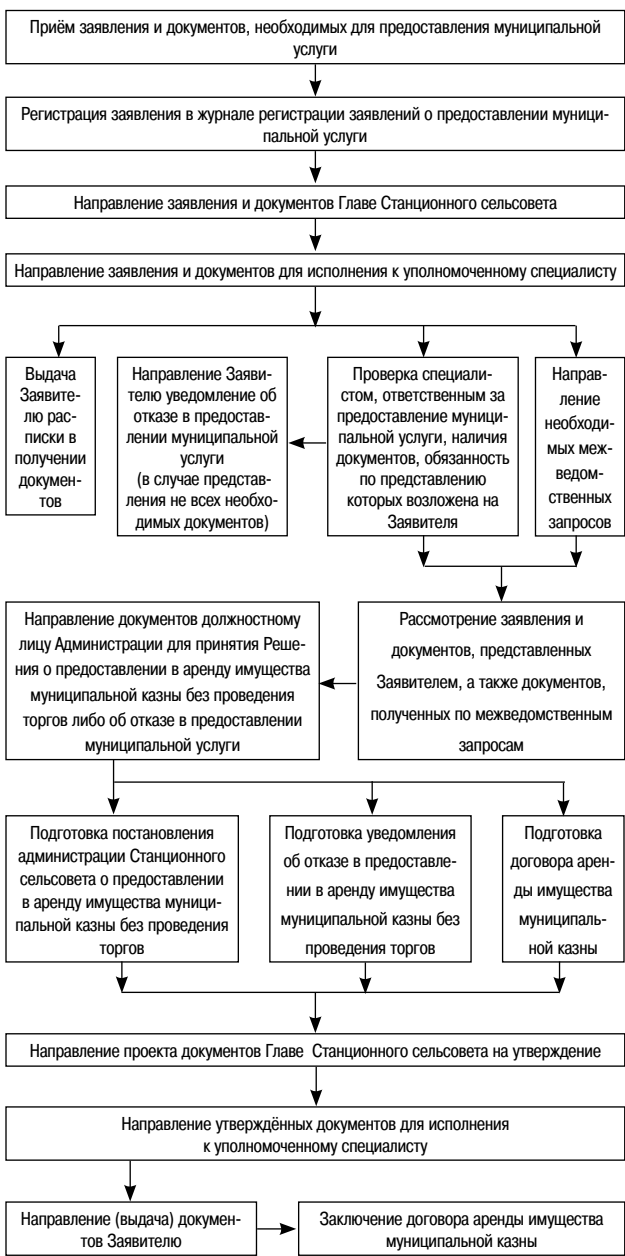 Приём заявления и документов, необходимых для предоставления муниципальной
услуги
Регистрация заявления в журнале регистрации заявлений о предоставлении муници-
пальной услуги
Направление заявления и документов Главе Станционного сельсовета
Направление заявления и документов для исполнения к уполномоченному специалисту
Выдача
Заявите-
лю рас-
писки в
получении
докумен-
тов
Направление Заяви-
телю уведомление об
отказе в предостав-
лении муниципальной
услуги
(в случае представ-
ления не всех необхо-
димых документов)
Проверка специали-
стом, ответственным за
предоставление муници-
пальной услуги, наличия
документов, обязанность
по представлению
которых возложена на
Заявителя
Направ-
ление
необходи-
мых меж-
ведом-
ственных
запросов
Направление документов должностному
лицу Администрации для принятия Реше-
ния о предоставлении в аренду имущества
муниципальной казны без проведения
торгов либо об отказе в предоставлении
муниципальной услуги
Рассмотрение заявления и
документов, представленных
Заявителем, а также документов,
полученных по межведомственным
запросам
Подготовка постановления
администрации Станционного
сельсовета о предоставлении
в аренду имущества муници-
пальной казны без проведения
торгов
Подготовка уведомления
об отказе в предоставле-
нии в аренду имущества
муниципальной казны без
проведения торгов
Подготовка
договора арен-
ды имущества
муниципаль-
ной казны
Направление проекта документов Главе Станционного сельсовета на утверждение
Направление утверждённых документов для исполнения
к уполномоченному специалисту
Направление (выдача) докумен-
тов Заявителю
Заключение договора аренды имущества
муниципальной казны